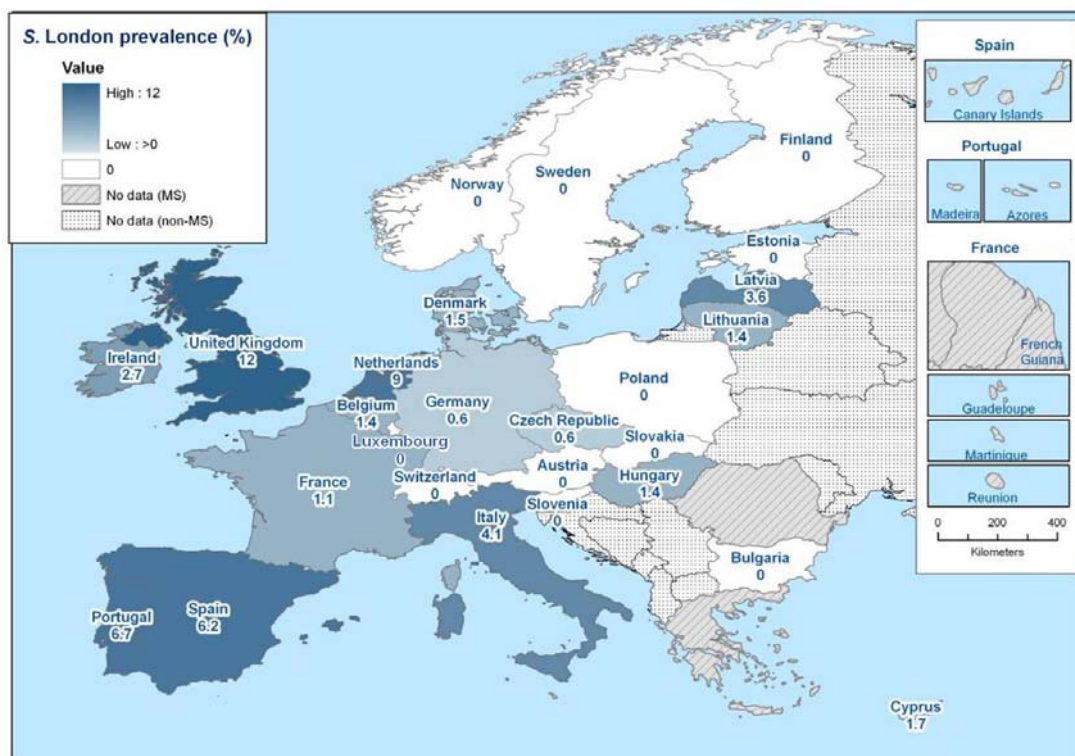 S. London prevalence (%)
Value
High : 12
Low : >0
0
No data (MS)
No data (non-MS)
Norway
0
Sweden
0
Finland
0
Estonia
0
Latvia
3.6
Lithuania
1.4
Denmark
1.5
Ireland
2.7
United Kingdom
12
Netherlands
9
Belgium
1.4
Luxembourg
0
Germany
0.6
Poland
0
Czech Republic
0.6
Slovakia
0
Austria
0
Hungary
1.4
Switzerland
0
Slovenia
0
France
1.1
Italy
4.1
Bulgaria
0
Portugal
6.7
Spain
6.2
Cyprus
1.7
Spain
Canary Islands
Portugal
Madeira
Azores
France
French
Guiana
Guadeloupe
Martinique
Reunion
0 200 400
Kilometers